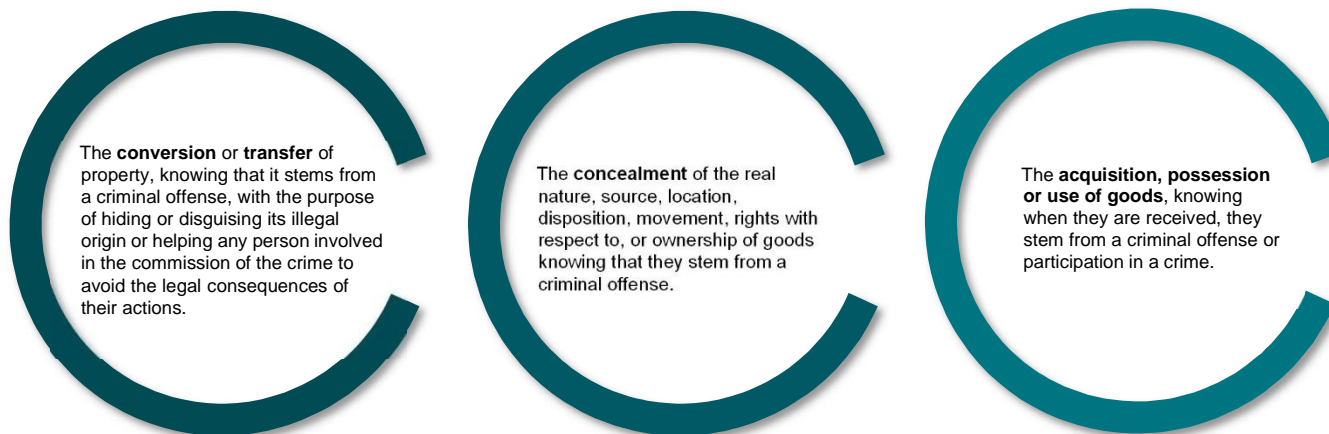 The conversion or transfer of
property, knowing that it stems from
a criminal offense, with the purpose
of hiding or disguising its illegal
origin or helping any person involved
in the commission of the crime to
avoid the legal consequences of
their actions.
The concealment of the real
nature, source, location,
disposition, movement, rights with
respect to, or ownership of goods
knowing that they stem from a
criminal offense.
The acquisition, possession
or use of goods, knowing
when they are received, they
stem from a criminal offense or
participation in a crime.